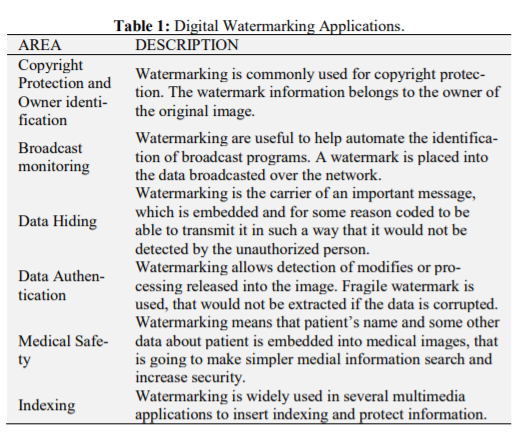 Table 1: Digital Watermarking Applications.
AREA DESCRIPTION
Copyright
Protection and
Owner identi-
fication
Watermarking is commonly used for copyright protec-
tion. The watermark information belongs to the owner of
the original image.
Broadcast
monitoring
Watermarking are useful to help automate the identifica-
tion of broadcast programs. A watermark is placed into
the data broadcasted over the network.
Data Hiding
Watermarking is the carrier of an important message,
which is embedded and for some reason coded to be
able to transmit it in such a way that it would not be
detected by the unauthorized person.
Data Authen-
tication
Watermarking allows detection of modifies or pro-
cessing released into the image. Fragile watermark is
used, that would not be extracted if the data is corrupted.
Medical Safe-
ty
Watermarking means that patient's name and some other
data about patient is embedded into medical images, that
is going to make simpler medial information search and
increase security.
Indexing
Watermarking is widely used in several multimedia
applications to insert indexing and protect information.